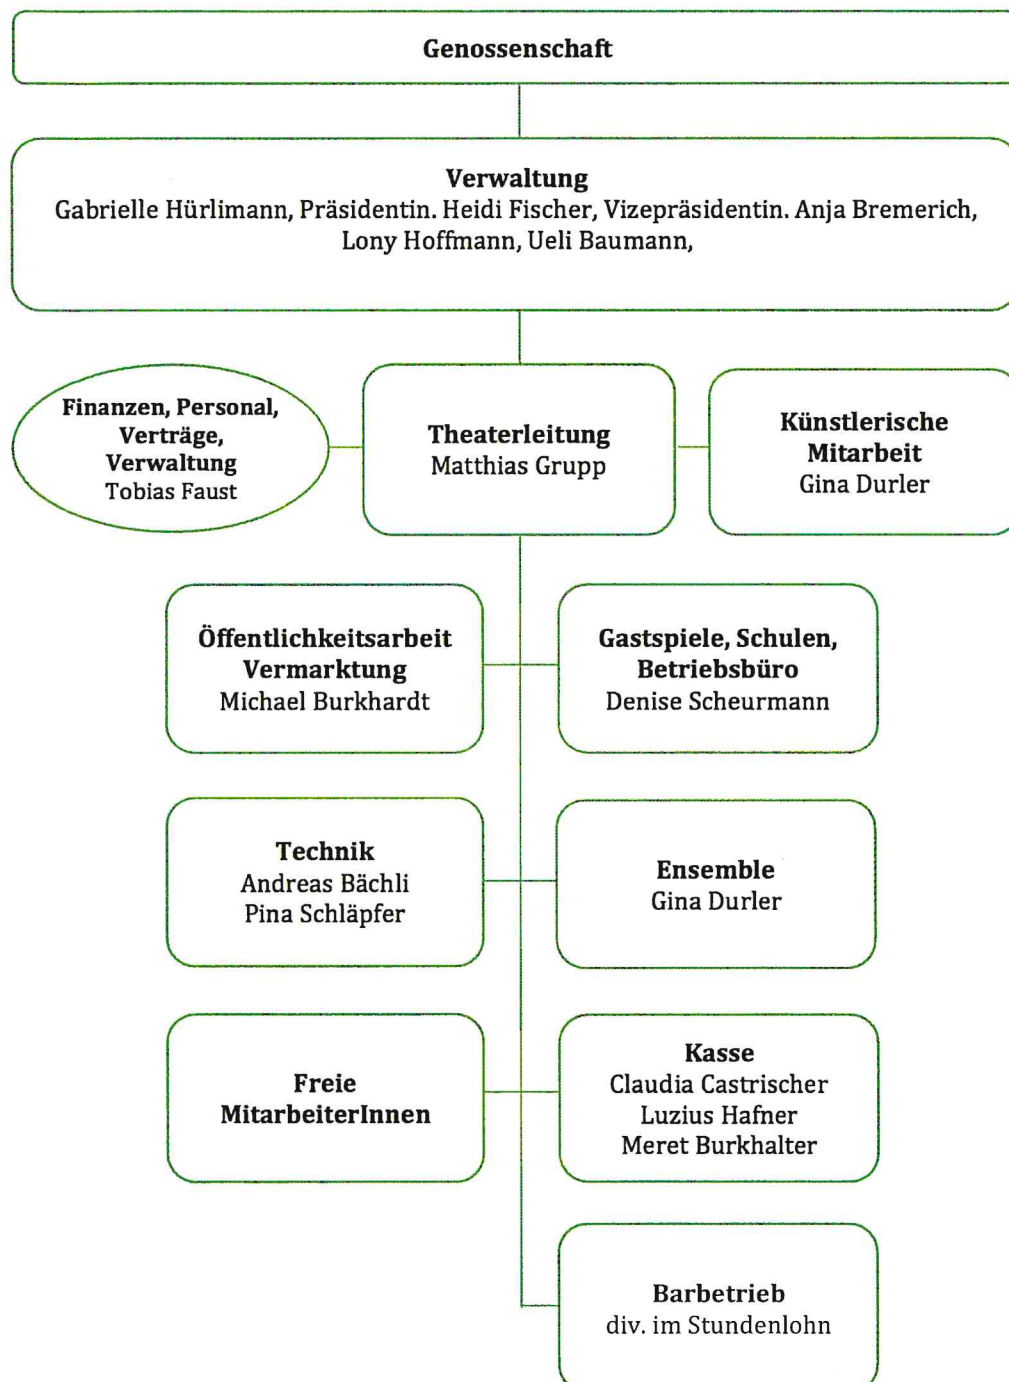 Genossenschaft
Verwaltung
Gabrielle Hürlimann, Präsidentin. Heidi Fischer, Vizepräsidentin. Anja Bremerich,
Lony Hoffmann, Ueli Baumann,
Finanzen, Personal,
Verträge,
Verwaltung
Tobias Faust
Theaterleitung
Matthias Grupp
Künstlerische
Mitarbeit
Gina Durler
Öffentlichkeitsarbeit
Vermarktung
Michael Burkhardt
Gastspiele, Schulen,
Betriebsbüro
Denise Scheurmann
Technik
Andreas Bächli
Pina Schläpfer
Ensemble
Gina Durler
Freie
MitarbeiterInnen
Kasse
Claudia Castrischer
Luzius Hafner
Meret Burkhalter
Barbetrieb
div. im Stundenlohn